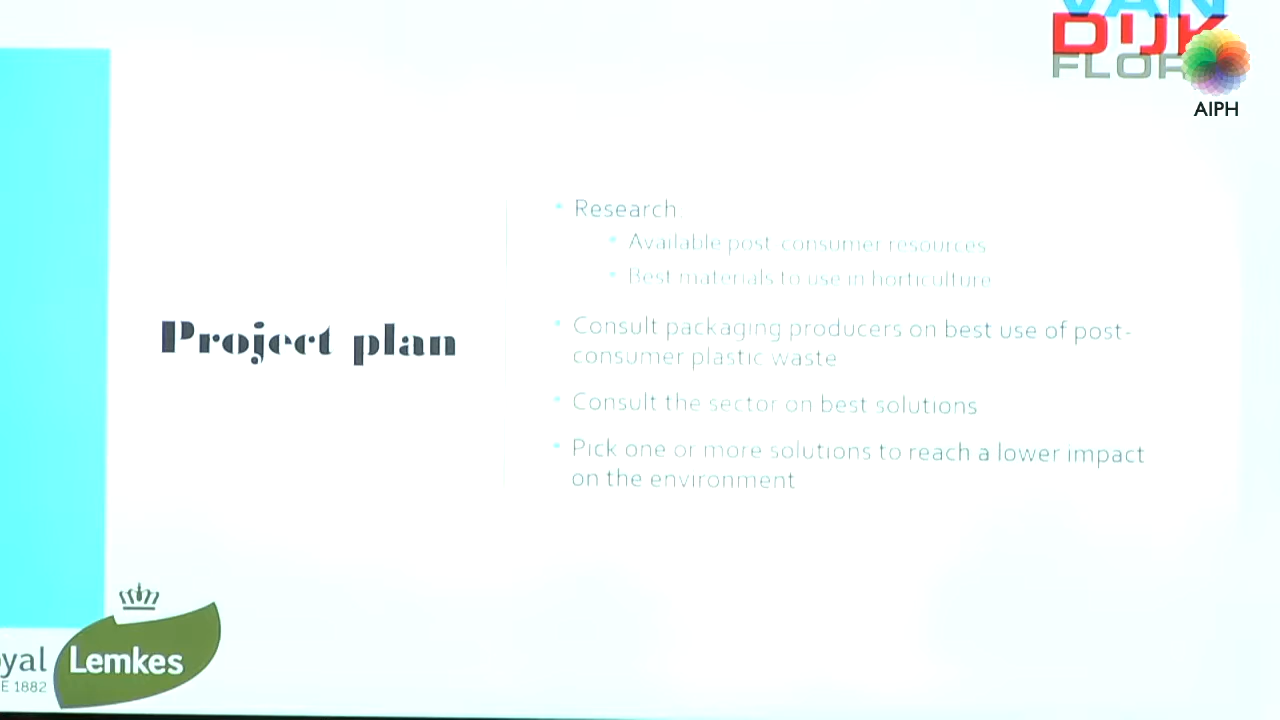 VAN
DIJK
FLOR
AIPH
Research
Available post-consumer resources
Best materials to use in horticulture
Project plan
Consult packaging producers on best use of post-
consumer plastic waste
Consult the sector on best solutions
Pick one or more solutions to reach a lower impact
on the environment
yal
Lemkes
E 1882